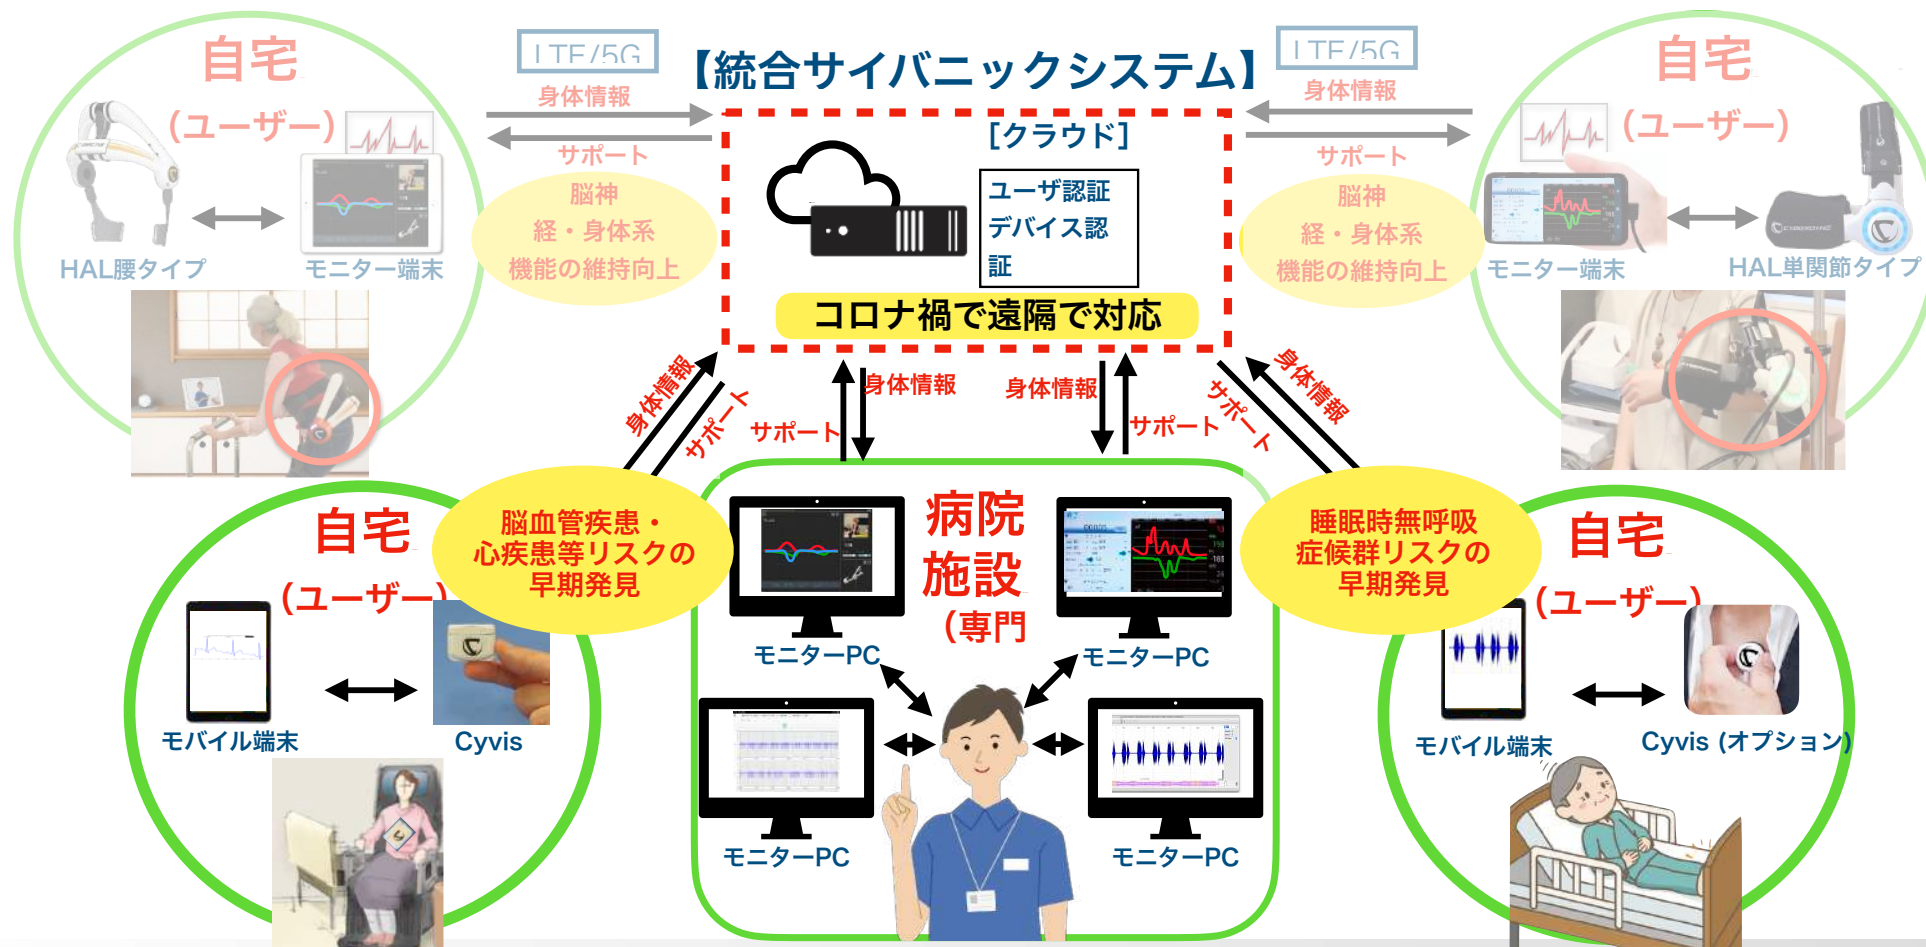 自宅
(ユーザー)
HAL腰タイプ
モニター端末
LTE/5G
身体情報
サポート
脳神
経・身体系
機能の維持向上
【統合サイバニックシステム】
[クラウド]
ユーザ認証
デバイス認
証
コロナ禍で遠隔で対応
LTE/5G
身体情報
サポート
脳神
経・身体系
機能の維持向上
自宅
(ユーザー)
モニター端末
HAL単関節タイプ
CYBERDYNE
身体情報
サポート
サポート
身体情報
身体情報
サポート
サポート
身体情報
自宅
(ユーザー)
脳血管疾患・
心疾患等リスクの
早期発見
モバイル端末
Cyvis
病院
施設
(専門
モニターPC
モニターPC
モニターPC
モニターPC
睡眠時無呼吸
症候群リスクの
早期発見
自宅
(ユーザー)
モバイル端末
Cyvis (オプション)